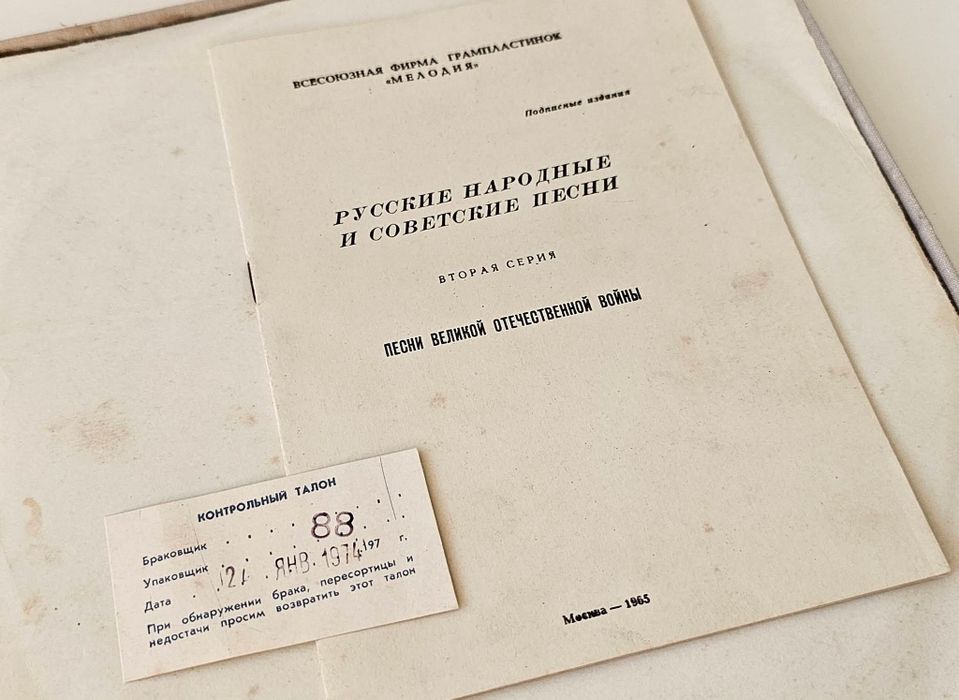 ВСЕСОЮЗНАЯ ФИРМА ГРАМПЛАСТИНОК
«МЕЛОДИЯ»
Подписные издания
РУССКИЕ НАРОДНЫЕ
И СОВЕТСКИЕ ПЕСНИ
ВТОРАЯ СЕРИЯ
ПЕСНИ ВЕЛИКОЙ ОТЕЧЕСТВЕННОЙ ВОЙНЫ
Москва — 1965
КОНТРОЛЬНЫЙ ТАЛОН
Браковщик 88
Упаковщик
Дата 21 ЯНВ. 1974 197 г.
При обнаружении брака, пересортицы и
недостачи просим возвратить этот талон